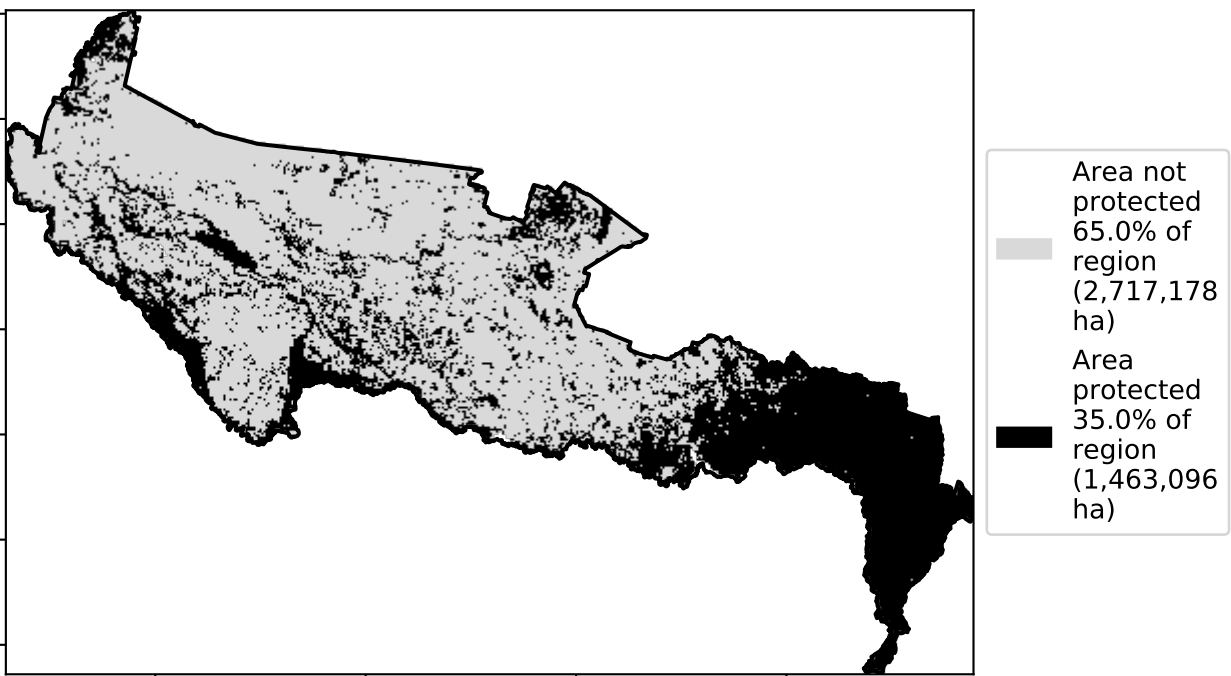 Area not
protected
65.0% of
region
(2,717,178
ha)
Area
protected
35.0% of
region
(1,463,096
ha)